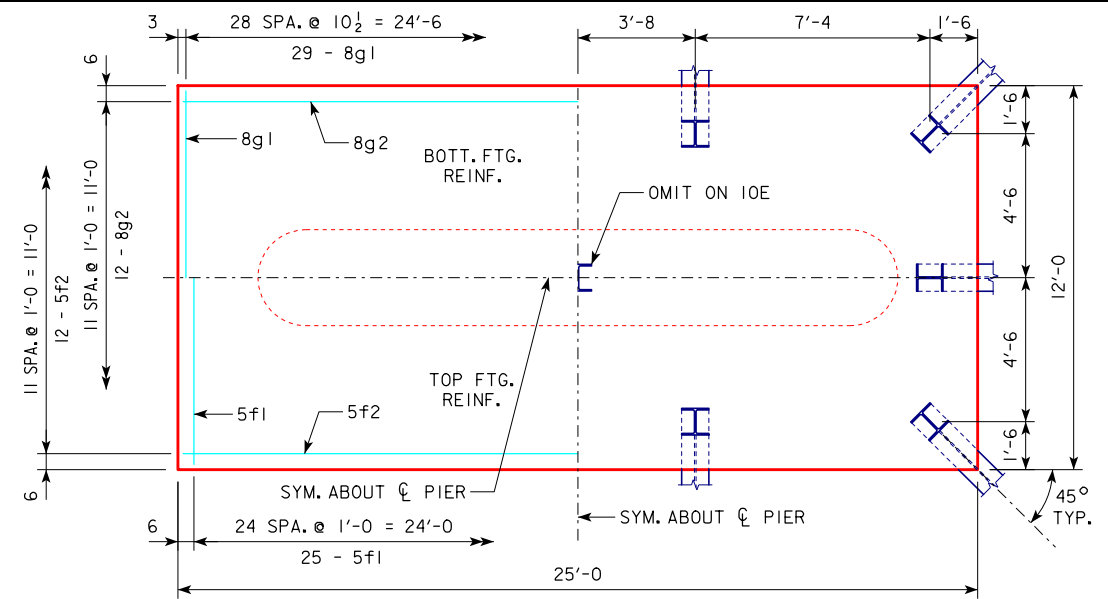 3
28 SPA. @ 10½ = 24'-6
29 - 8g1
3'-8
7'-4
1'-6
6
8g1
8g2
BOTT. FTG.
REINF.
OMIT ON 10E
1'-6
4'-6
12'-0
4'-6
1'-6
11 SPA. @ 1'-0 = 11'-0
12 - 8g2
11 SPA. @ 1'-0 = 11'-0
12 - 5f2
TOP FTG.
REINF.
5f1
5f2
6
SYM. ABOUT ℄ PIER
SYM. ABOUT ℄ PIER
45°
TYP.
6
24 SPA. @ 1'-0 = 24'-0
25 - 5f1
25'-0